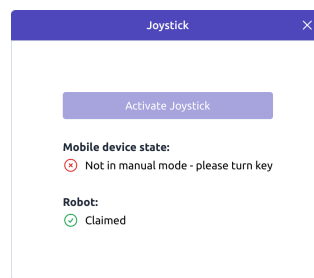 Joystick
Activate Joystick
Mobile device state:
Not in manual mode - please turn key
Robot:
Claimed